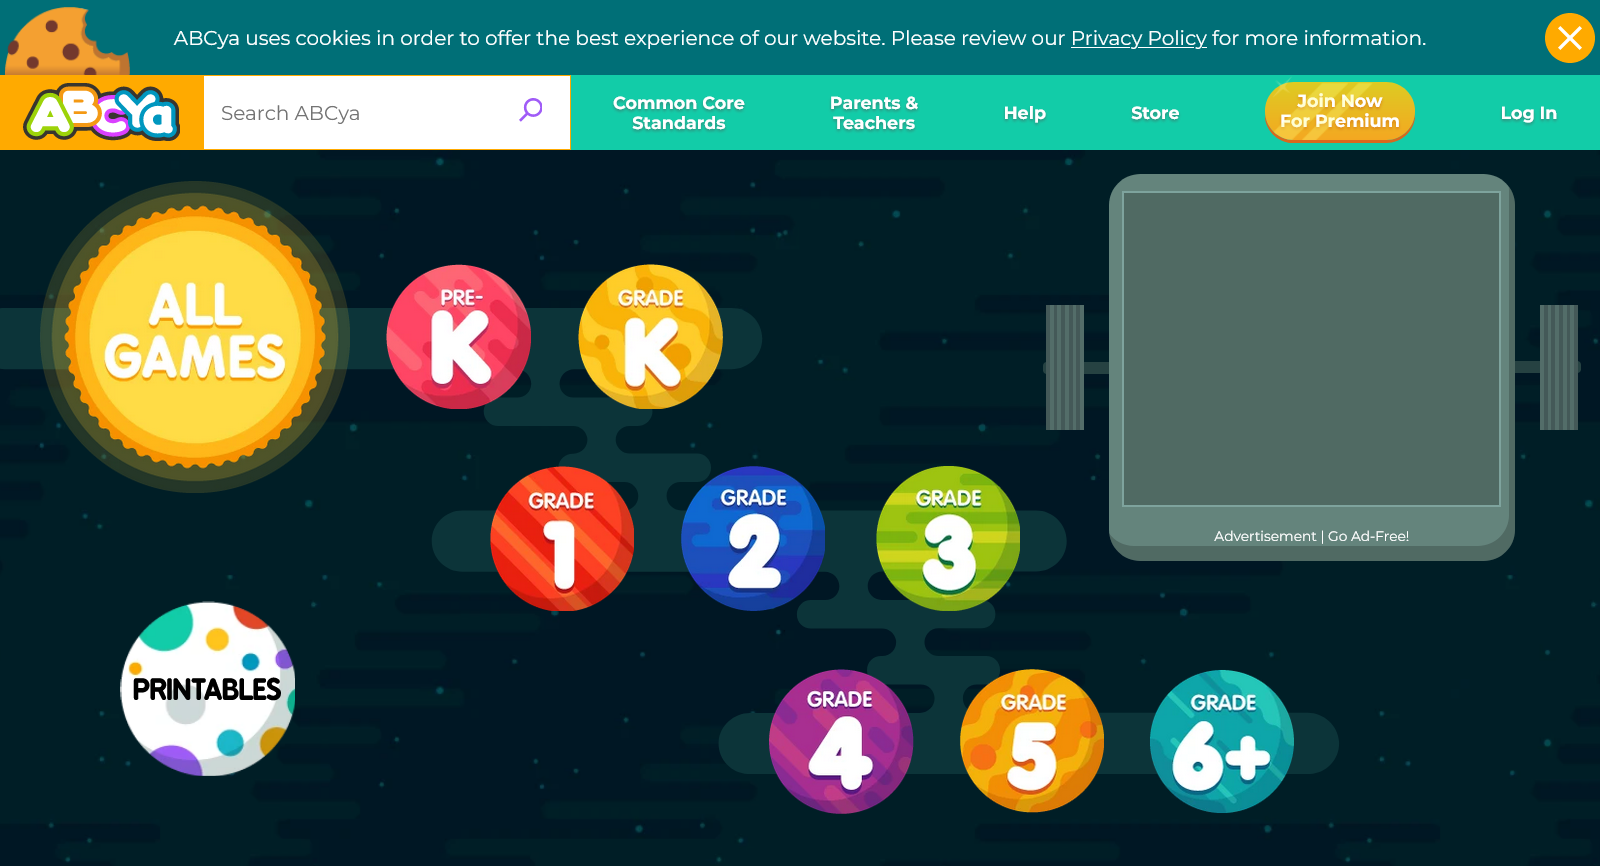 ABCya uses cookies in order to offer the best experience of our website. Please review our Privacy Policy for more information.
ABCYa
Search ABCya
Common Core
Standards
Parents &
Teachers
Help
Store
Join Now
For Premium
Log In
ALL
GAMES
PRE-
K
GRADE
K
GRADE
1
GRADE
2
GRADE
3
Advertisement | Go Ad-Free!
PRINTABLES
GRADE
4
GRADE
5
GRADE
6+